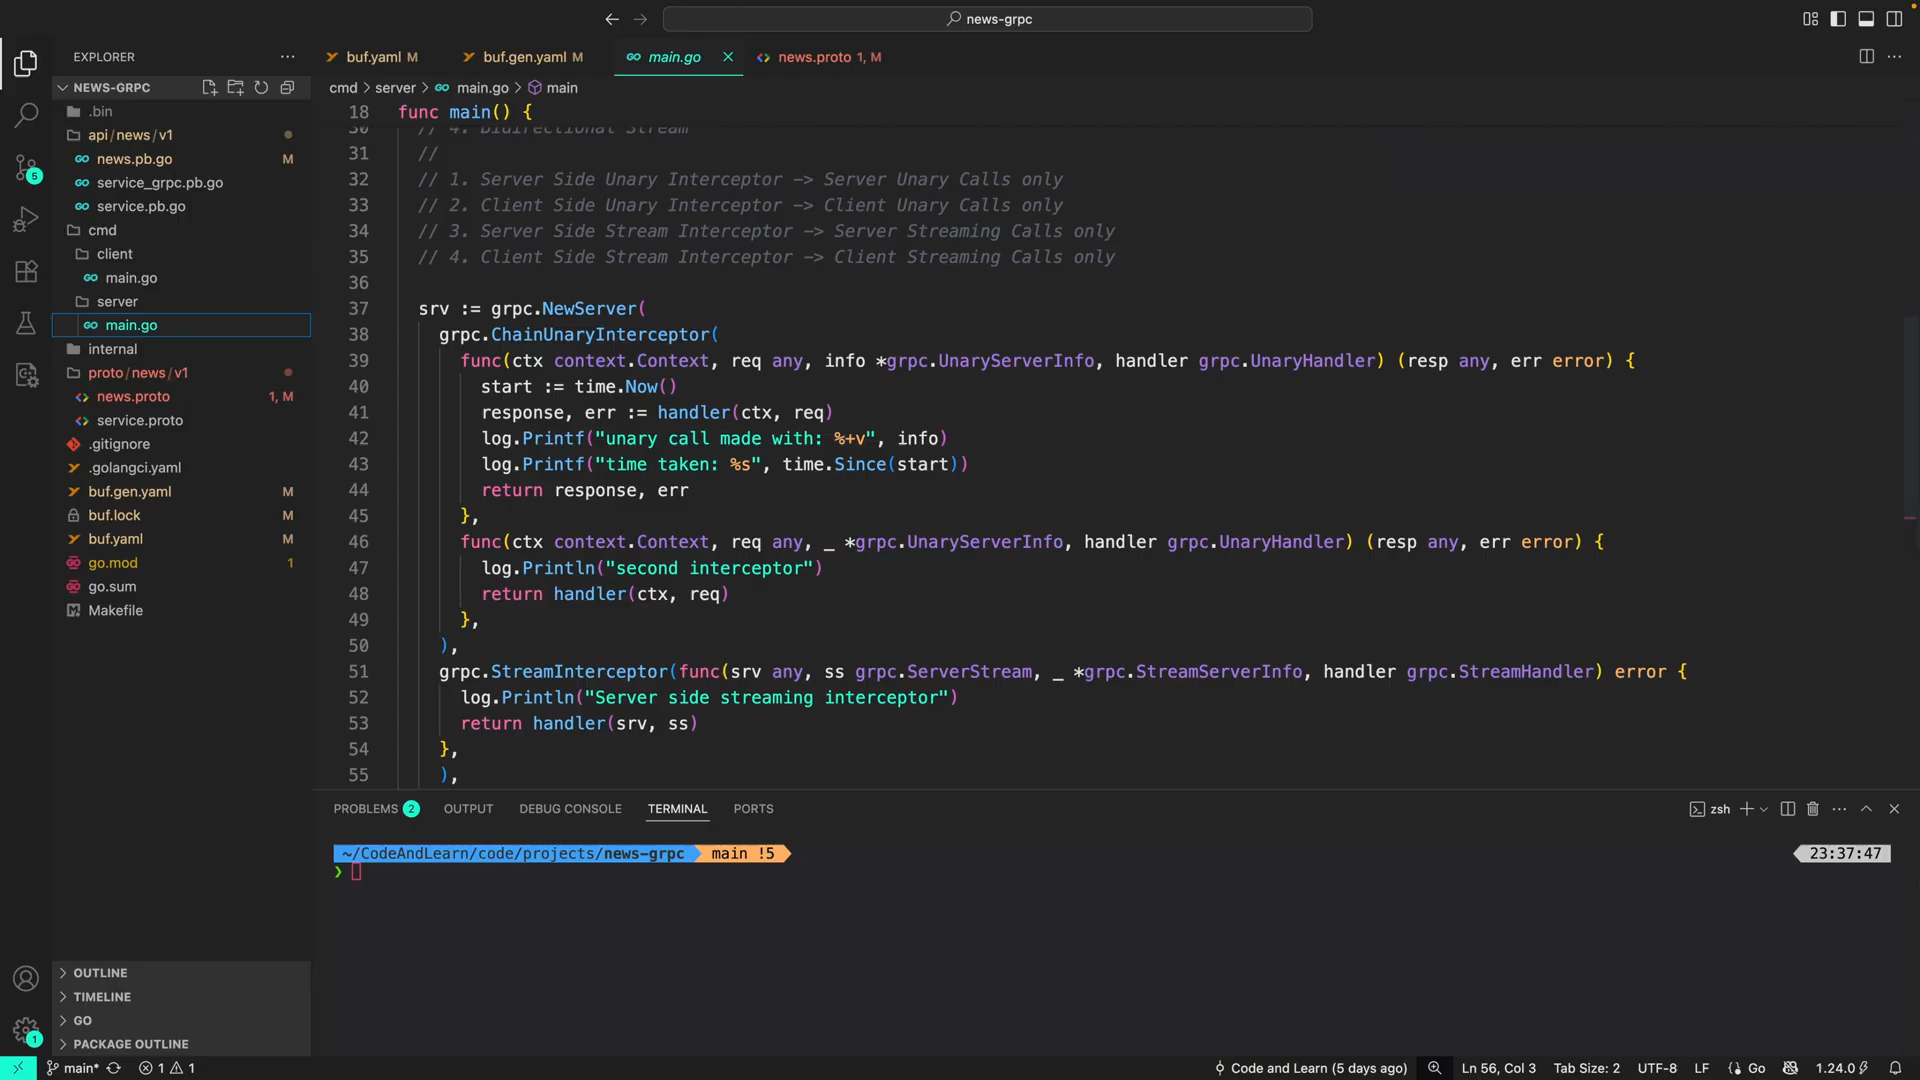 news-grpc
EXPLORER
buf.yaml M
buf.gen.yaml M
main.go
news.proto 1, M
NEWS-GRPC
cmd > server > main.go > main
.bin
api / news / v1
news.pb.go M
service_grpc.pb.go
service.pb.go
cmd
client
main.go
server
main.go
internal
proto / news / v1
news.proto 1, M
service.proto
.gitignore
.golangci.yaml
buf.gen.yaml M
buf.lock M
buf.yaml M
go.mod 1
go.sum
Makefile
OUTLINE
TIMELINE
GO
PACKAGE OUTLINE
18 func main() {
30 // 4. Bidirectional Stream
31 //
32 // 1. Server Side Unary Interceptor -> Server Unary Calls only
33 // 2. Client Side Unary Interceptor -> Client Unary Calls only
34 // 3. Server Side Stream Interceptor -> Server Streaming Calls only
35 // 4. Client Side Stream Interceptor -> Client Streaming Calls only
36
37 srv := grpc.NewServer(
38 grpc.ChainUnaryInterceptor(
39 func(ctx context.Context, req any, info *grpc.UnaryServerInfo, handler grpc.UnaryHandler) (resp any, err error) {
40 start := time.Now()
41 response, err := handler(ctx, req)
42 log.Printf("unary call made with: %+v", info)
43 log.Printf("time taken: %s", time.Since(start))
44 return response, err
45 },
46 func(ctx context.Context, req any, _ *grpc.UnaryServerInfo, handler grpc.UnaryHandler) (resp any, err error) {
47 log.Println("second interceptor")
48 return handler(ctx, req)
49 },
50 ),
51 grpc.StreamInterceptor(func(srv any, ss grpc.ServerStream, _ *grpc.StreamServerInfo, handler grpc.StreamHandler) error {
52 log.Println("Server side streaming interceptor")
53 return handler(srv, ss)
54 },
55 ),
PROBLEMS 2 OUTPUT DEBUG CONSOLE TERMINAL PORTS
zsh
~/CodeAndLearn/code/projects/news-grpc main !5 23:37:47
❯
5
1
main* 1 1
Code and Learn (5 days ago) Ln 56, Col 3 Tab Size: 2 UTF-8 LF Go 1.24.0